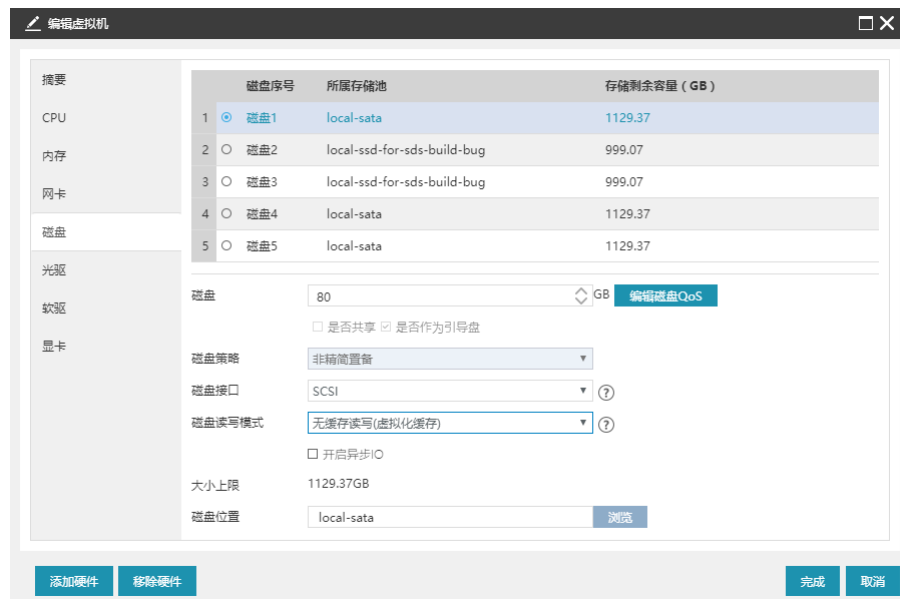 编辑虚拟机
摘要
CPU
内存
网卡
磁盘
光驱
软驱
显卡
磁盘序号 所属存储池 存储剩余容量（GB）
1 磁盘1 local-sata 1129.37
2 磁盘2 local-ssd-for-sds-build-bug 999.07
3 磁盘3 local-ssd-for-sds-build-bug 999.07
4 磁盘4 local-sata 1129.37
5 磁盘5 local-sata 1129.37
磁盘 80 GB 编辑磁盘QoS
是否共享 是否作为引导盘
磁盘策略 非精简置备
磁盘接口 SCSI ?
磁盘读写模式 无缓存读写(虚拟化缓存) ?
开启异步IO
大小上限 1129.37GB
磁盘位置 local-sata 浏览
添加硬件 移除硬件 完成 取消